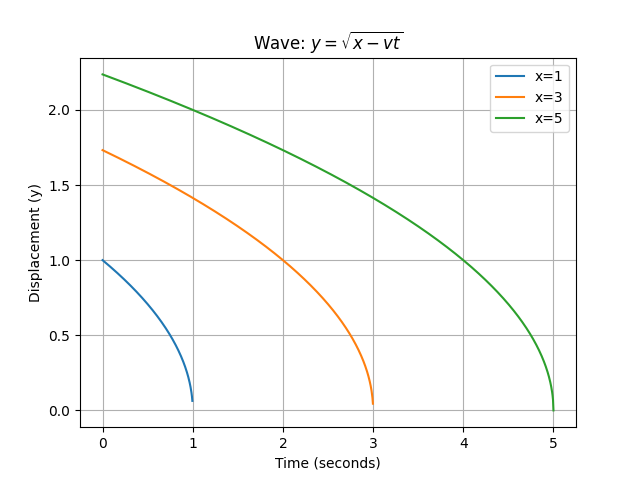 Wave: y = √x − vt
x=1
x=3
x=5
Displacement (y)
2.0
1.5
1.0
0.5
0.0
0 1 2 3 4 5
Time (seconds)